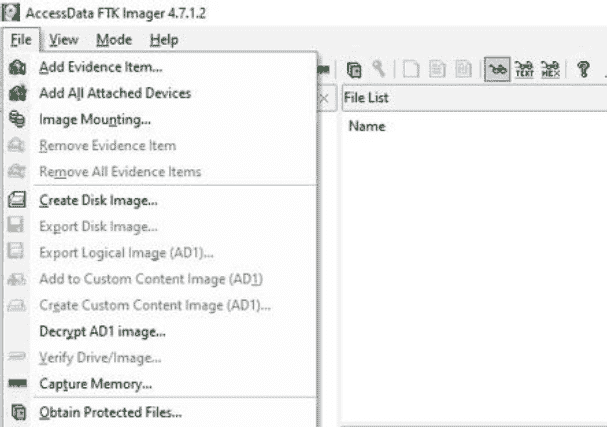 AccessData FTK Imager 4.7.1.2
File View Mode Help
Add Evidence Item...
Add All Attached Devices
Image Mounting...
Remove Evidence Item
Remove All Evidence Items
Create Disk Image...
Export Disk Image...
Export Logical Image (AD1)...
Add to Custom Content Image (AD1)
Create Custom Content Image (AD1)...
Decrypt AD1 image...
Verify Drive/Image...
Capture Memory...
Obtain Protected Files...
TEXT HEX
File List
Name